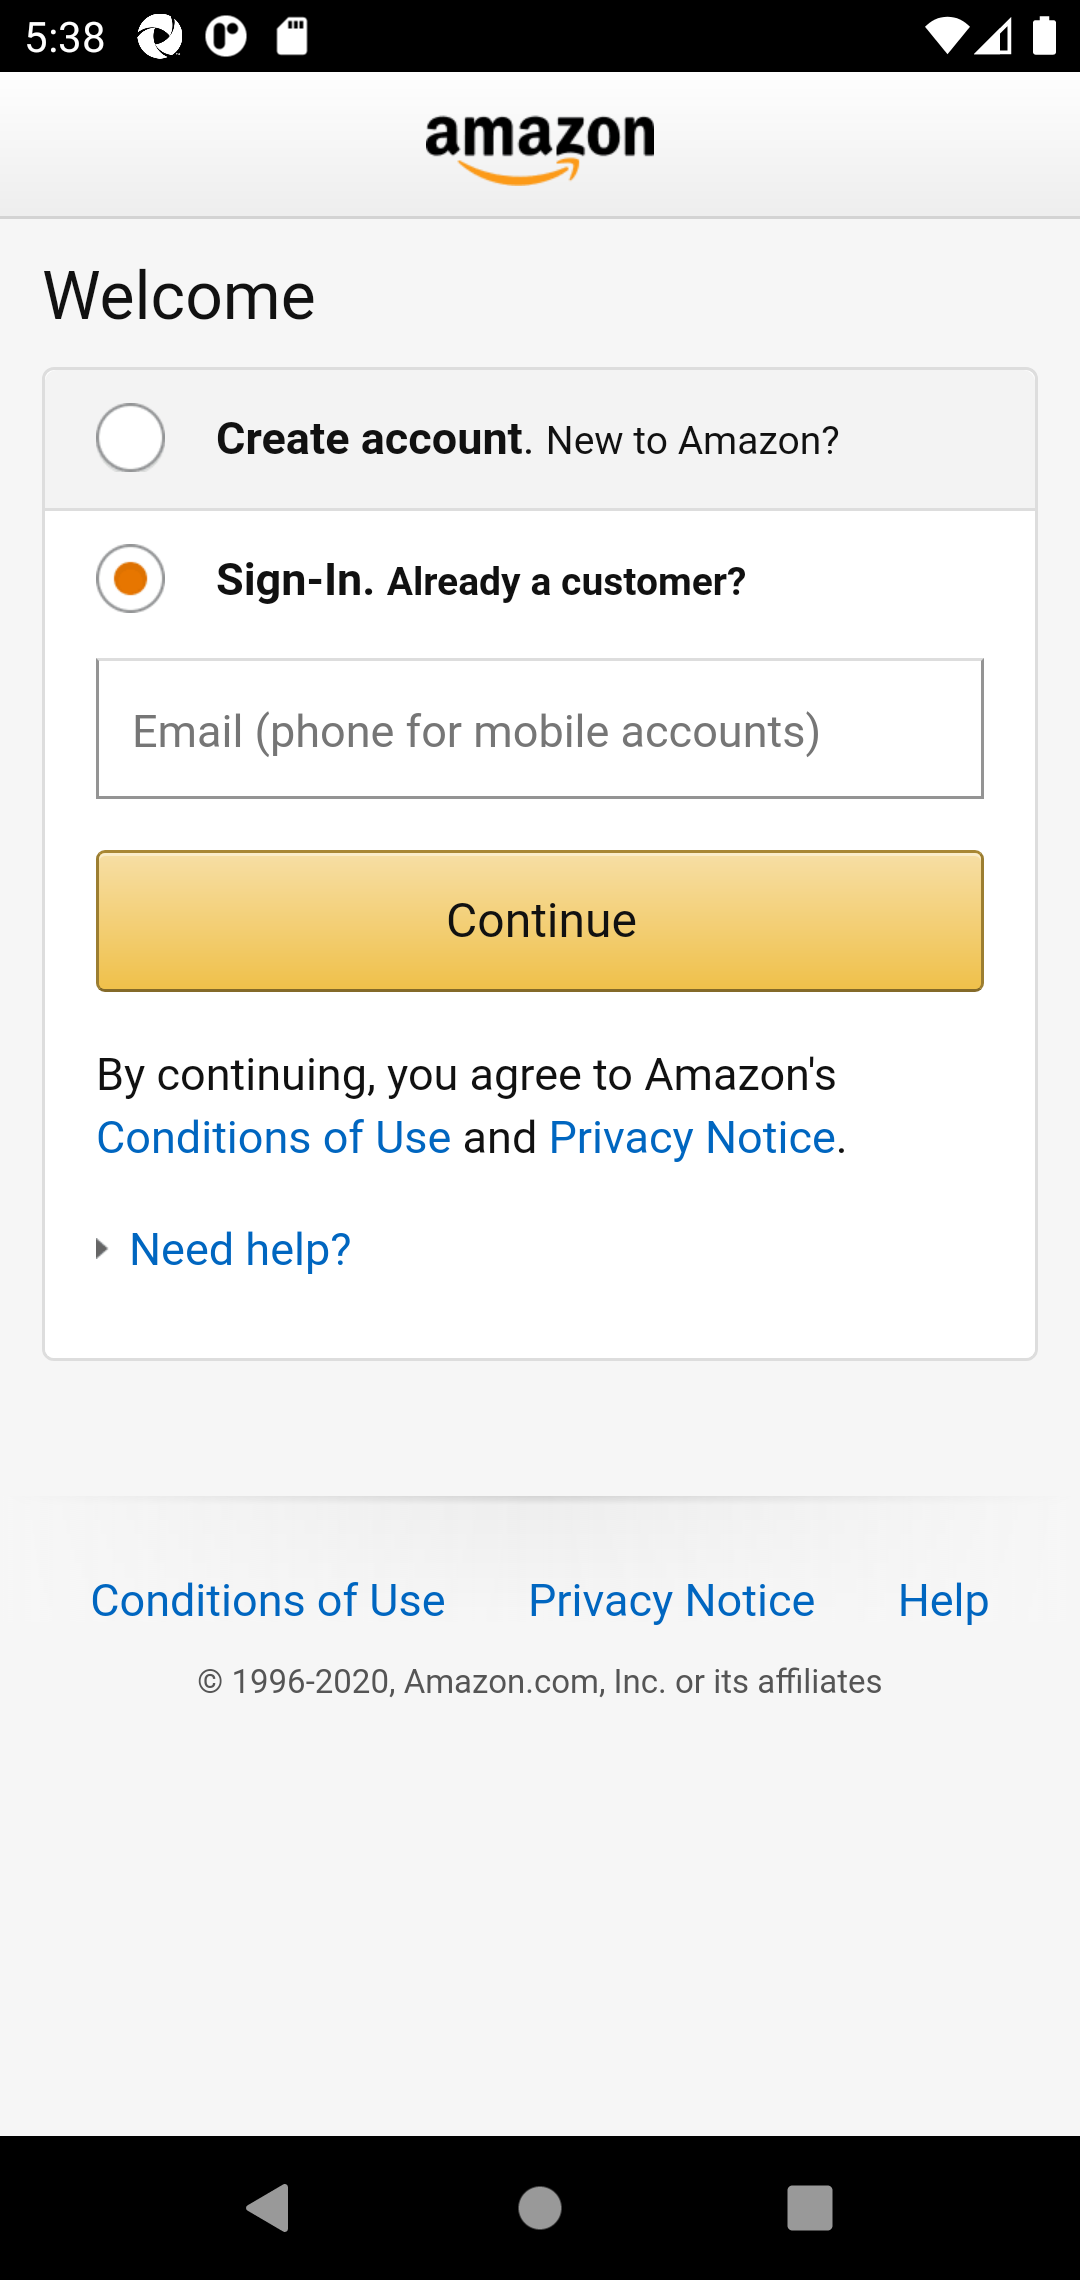 5:38
amazon
Welcome
Create account. New to Amazon?
Sign-In. Already a customer?
Email (phone for mobile accounts)
Continue
By continuing, you agree to Amazon's
Conditions of Use and Privacy Notice.
Need help?
Conditions of Use Privacy Notice Help
© 1996-2020, Amazon.com, Inc. or its affiliates